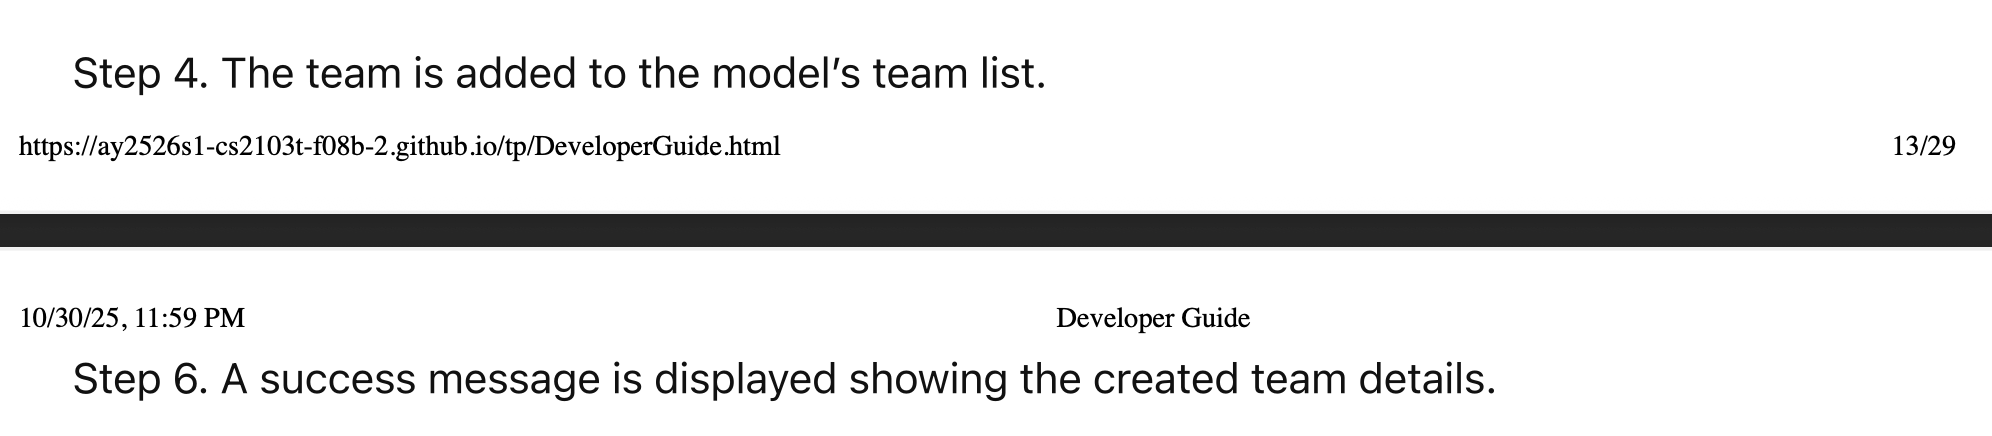 Step 4. The team is added to the model’s team list.
https://ay2526s1-cs2103t-f08b-2.github.io/tp/DeveloperGuide.html 13/29
10/30/25, 11:59 PM Developer Guide
Step 6. A success message is displayed showing the created team details.